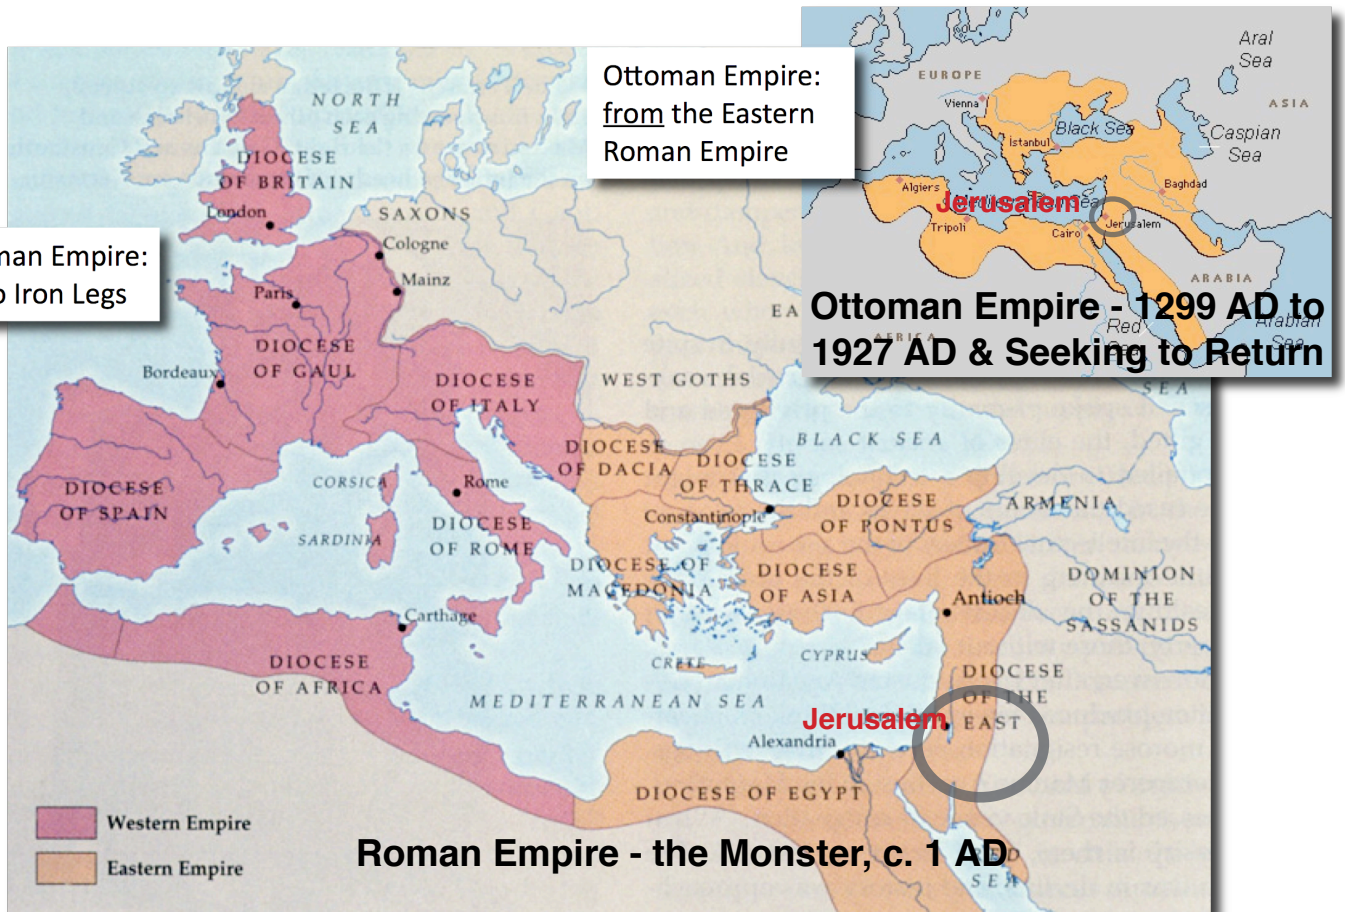 Ottoman Empire:
from the Eastern
Roman Empire
man Empire:
Iron Legs
EUROPE
Vienna
Istanbul
Black Sea
Aral
Sea
ASIA
Caspian
Sea
Baghdad
Algiers
Jerusalem
Sea
Tripoli
Cairo
Jerusalem
ARABIA
AFRICA
Red
Sea
Arabian
Sea
Ottoman Empire - 1299 AD to
1927 AD & Seeking to Return
NORTH
SEA
DIOCESE
OF BRITAIN
London
SAXONS
Cologne
Mainz
Paris
DIOCESE
OF GAUL
Bordeaux
DIOCESE
OF ITALY
WEST GOTHS
EA
SEA
BLACK SEA
DIOCESE
OF DACIA
DIOCESE
OF THRACE
Constantinople
DIOCESE
OF PONTUS
ARMENIA
DIOCESE
OF SPAIN
CORSICA
Rome
SARDINIA
DIOCESE
OF ROME
DIOCESE OF
MACEDONIA
DIOCESE
OF ASIA
DOMINION
OF THE
SASSANIDS
Antioch
Carthage
CRETE
CYPRUS
DIOCESE
OF AFRICA
DIOCESE
OF THE
EAST
MEDITERRANEAN SEA
Jerusalem
Alexandria
DIOCESE OF EGYPT
Western Empire
Eastern Empire
Roman Empire - the Monster, c. 1 AD
RED
SEA